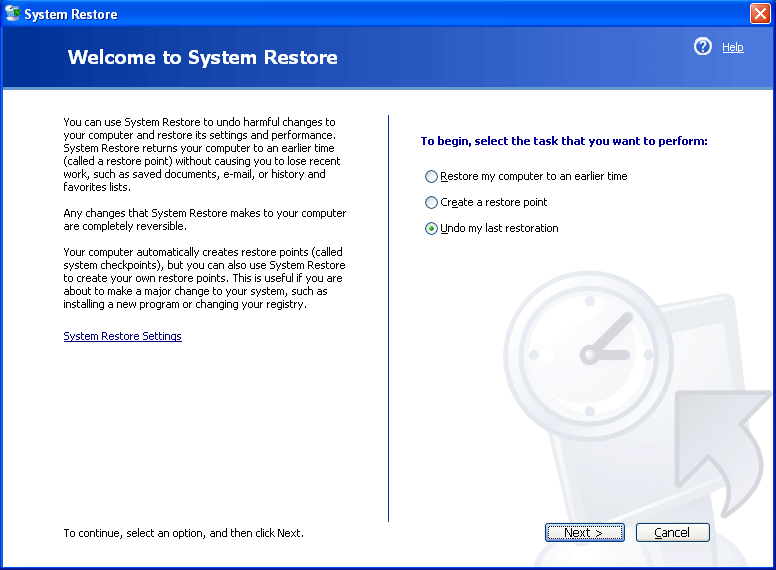 System Restore
Welcome to System Restore
Help
You can use System Restore to undo harmful changes to
your computer and restore its settings and performance.
System Restore returns your computer to an earlier time
(called a restore point) without causing you to lose recent
work, such as saved documents, e-mail, or history and
favorites lists.
Any changes that System Restore makes to your computer
are completely reversible.
Your computer automatically creates restore points (called
system checkpoints), but you can also use System Restore
to create your own restore points. This is useful if you are
about to make a major change to your system, such as
installing a new program or changing your registry.
System Restore Settings
To begin, select the task that you want to perform:
Restore my computer to an earlier time
Create a restore point
Undo my last restoration
To continue, select an option, and then click Next.
Next >
Cancel